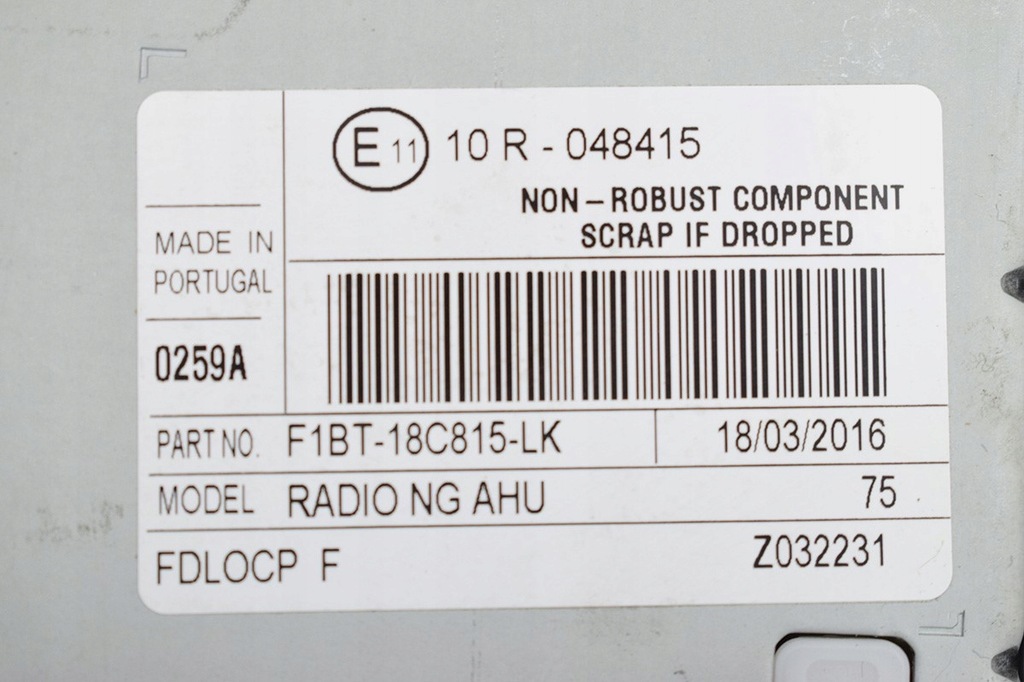 E 11 10 R - 048415
NON-ROBUST COMPONENT
SCRAP IF DROPPED
MADE IN
PORTUGAL
0259A
PART NO. F1BT-18C815-LK 18/03/2016
MODEL RADIO NG AHU 75
FDLOCP F Z032231